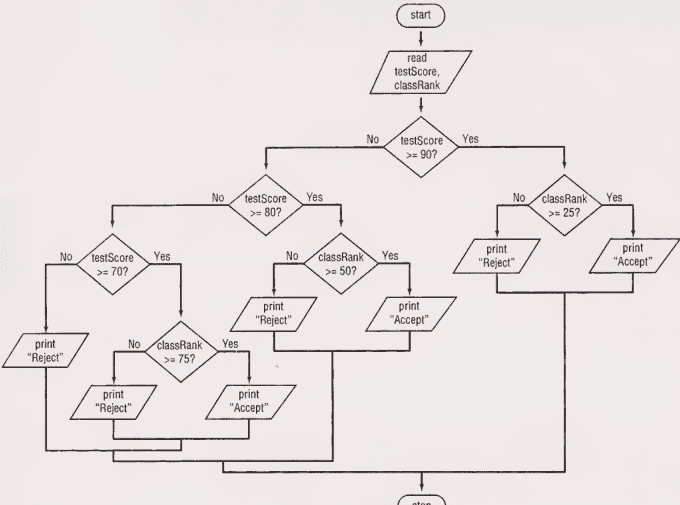 start
read
testScore,
classRank
testScore
>= 90?
No
Yes
testScore
>= 80?
No
Yes
classRank
>= 25?
No
Yes
testScore
>= 70?
No
Yes
classRank
>= 50?
No
Yes
print
"Reject"
print
"Accept"
print
"Reject"
print
"Accept"
print
"Reject"
classRank
>= 75?
No
Yes
print
"Reject"
print
"Accept"
stop